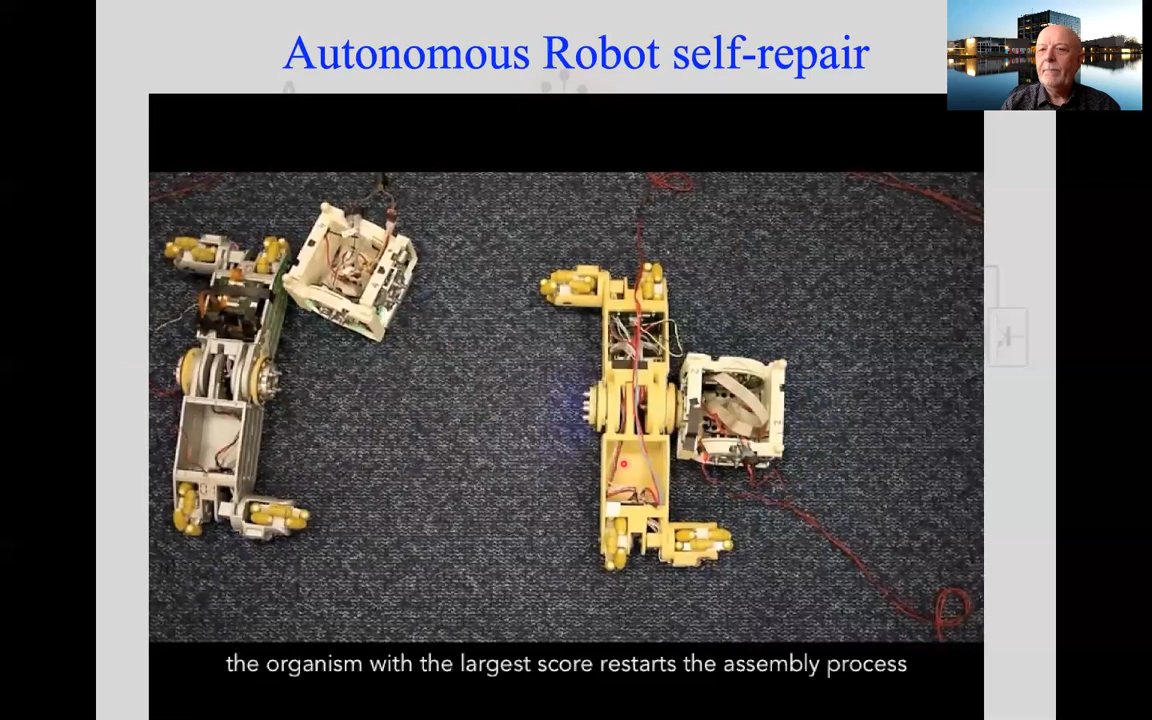 Autonomous Robot self-repair
the organism with the largest score restarts the assembly process